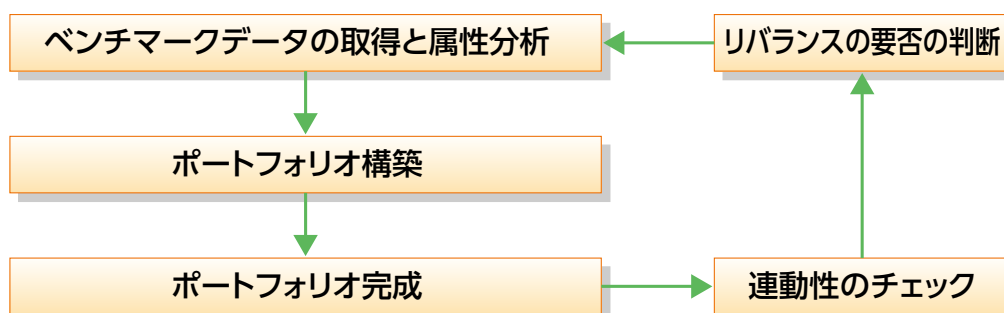 ベンチマークデータの取得と属性分析
リバランスの要否の判断
ポートフォリオ構築
ポートフォリオ完成
連動性のチェック